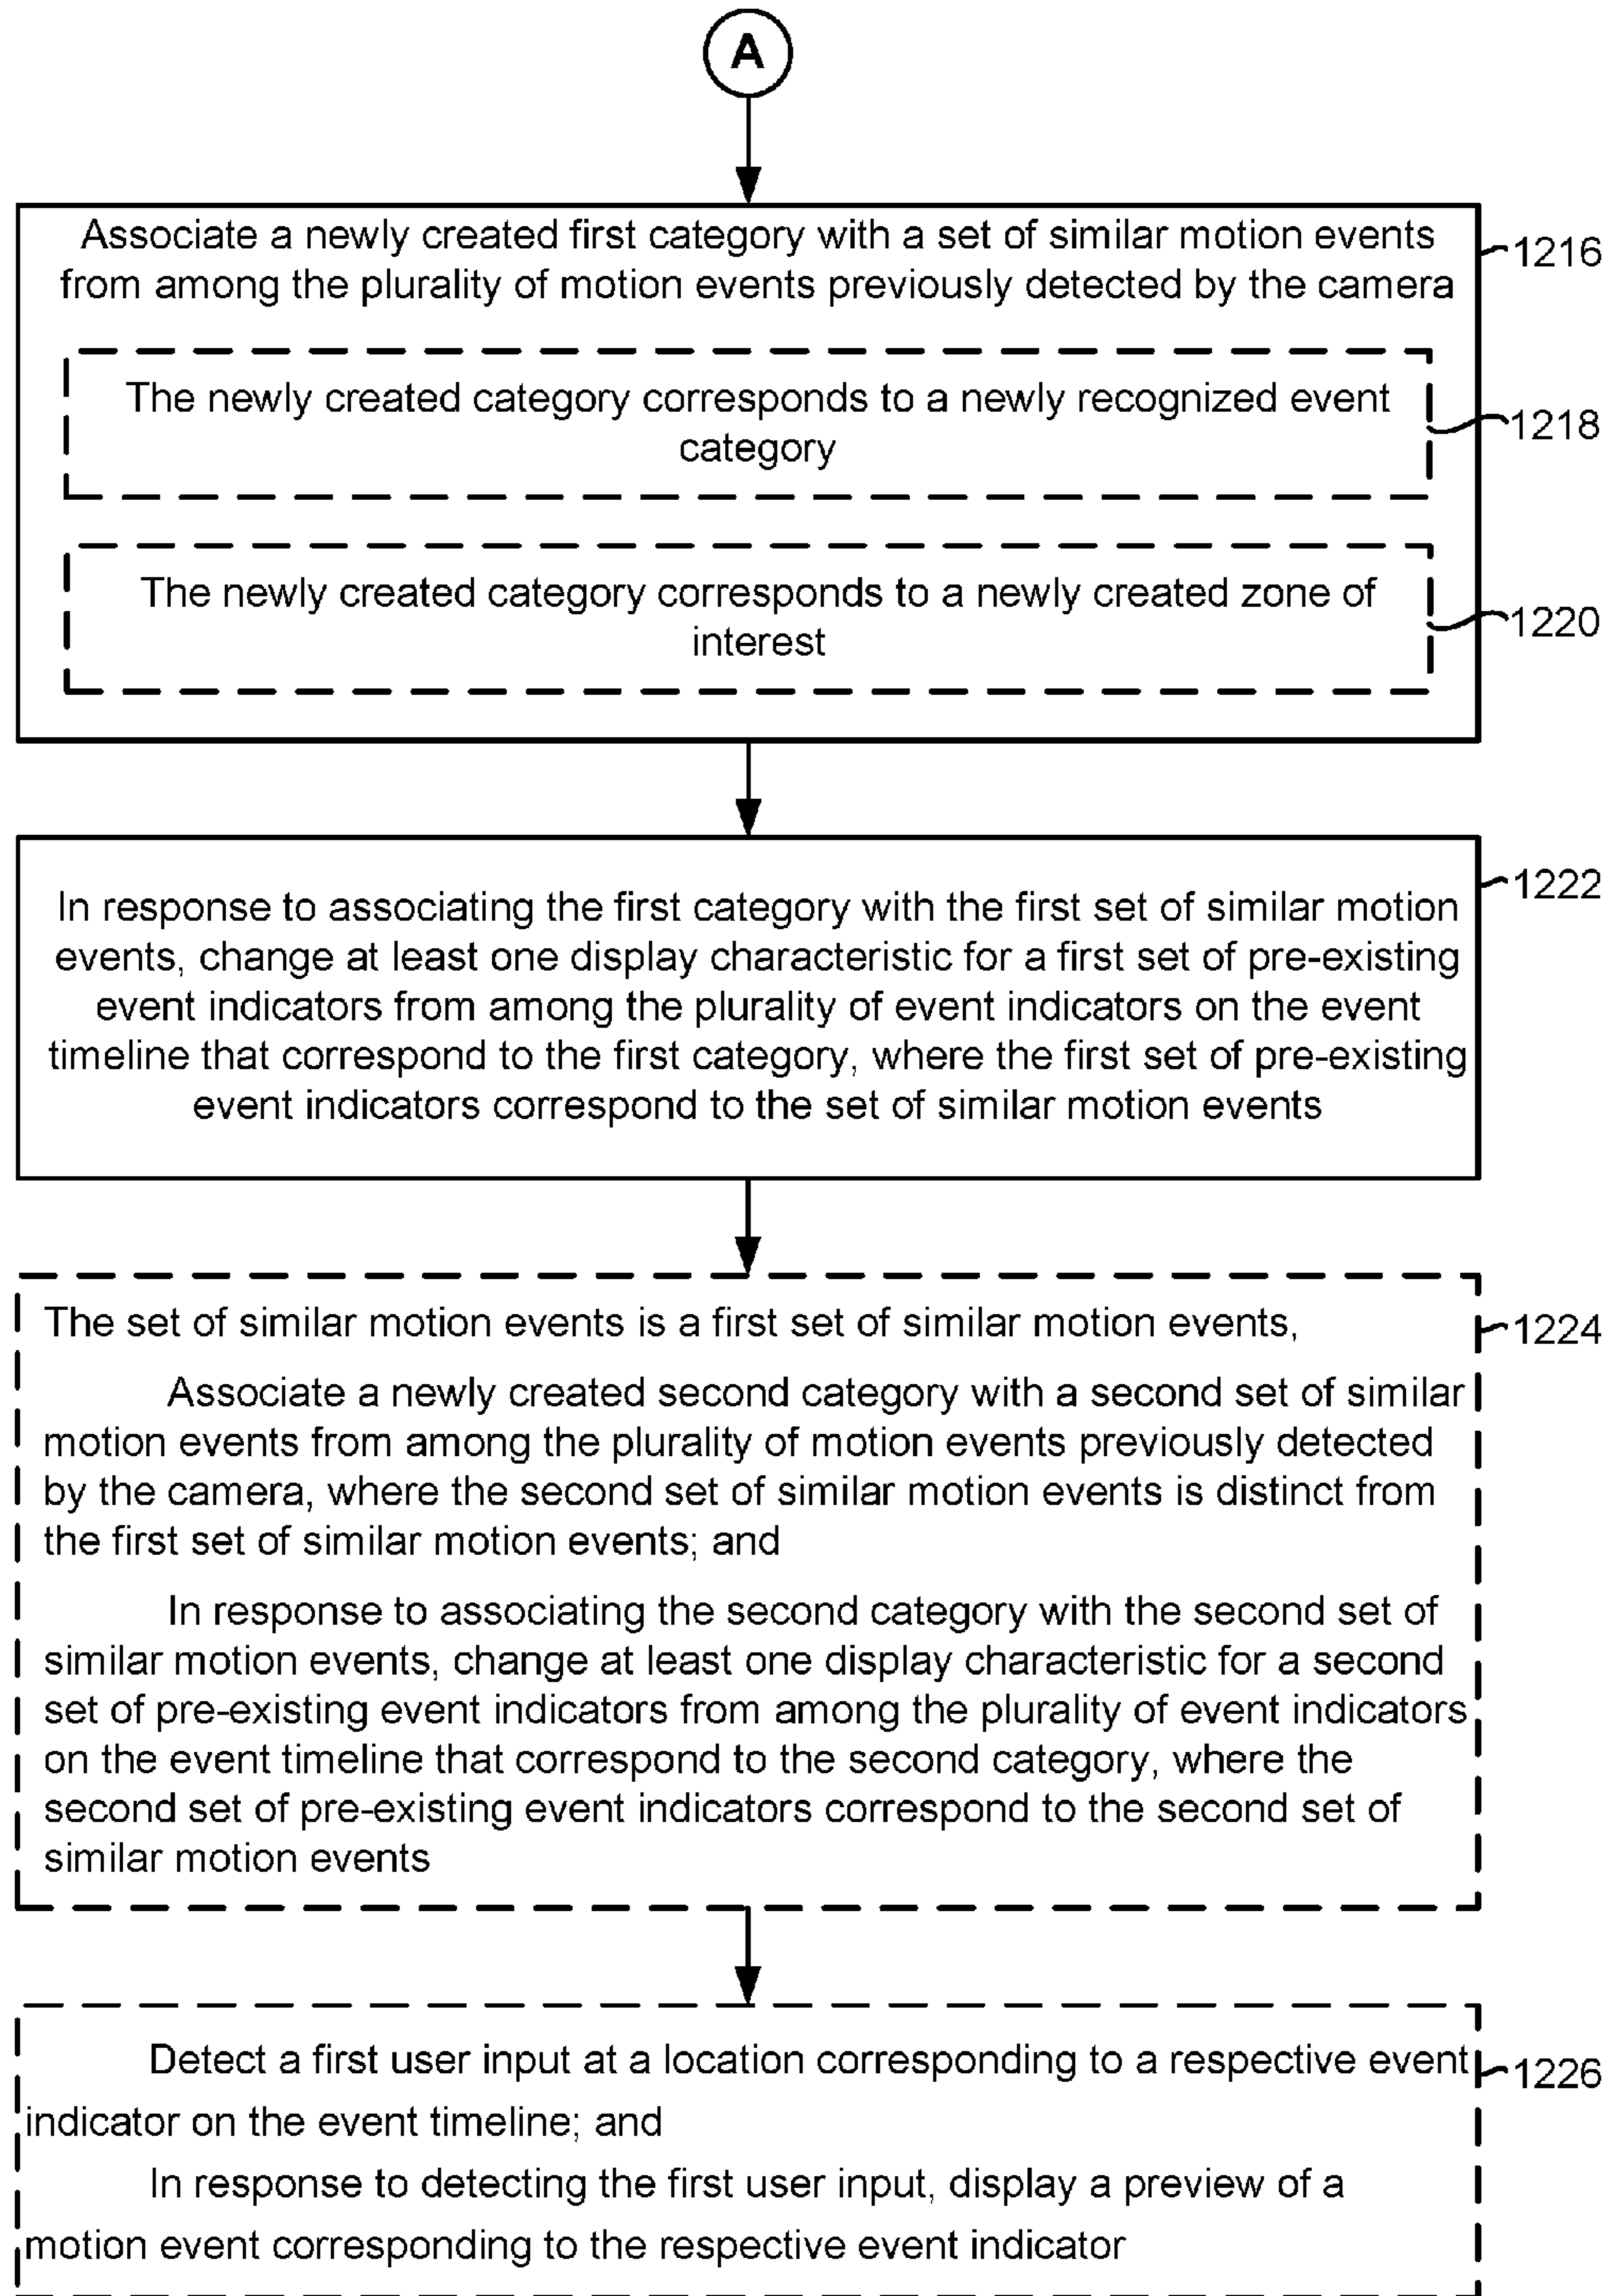 A
Associate a newly created first category with a set of similar motion events
from among the plurality of motion events previously detected by the camera
1216
The newly created category corresponds to a newly recognized event
category
1218
The newly created category corresponds to a newly created zone of
interest
1220
In response to associating the first category with the first set of similar motion
events, change at least one display characteristic for a first set of pre-existing
event indicators from among the plurality of event indicators on the event
timeline that correspond to the first category, where the first set of pre-existing
event indicators correspond to the set of similar motion events
1222
The set of similar motion events is a first set of similar motion events,
Associate a newly created second category with a second set of similar
motion events from among the plurality of motion events previously detected
by the camera, where the second set of similar motion events is distinct from
the first set of similar motion events; and
In response to associating the second category with the second set of
similar motion events, change at least one display characteristic for a second
set of pre-existing event indicators from among the plurality of event indicators
on the event timeline that correspond to the second category, where the
second set of pre-existing event indicators correspond to the second set of
similar motion events
1224
Detect a first user input at a location corresponding to a respective event
indicator on the event timeline; and
In response to detecting the first user input, display a preview of a
motion event corresponding to the respective event indicator
1226